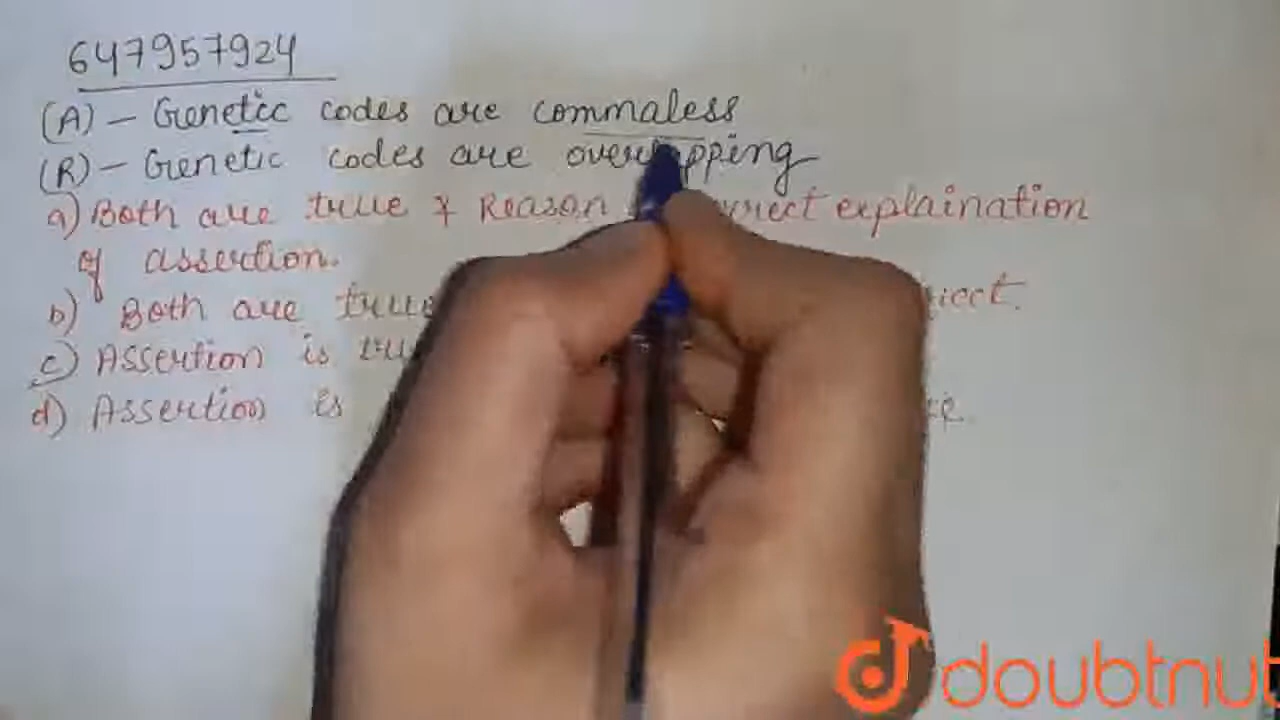 647957924
(A) - Genetic codes are commaless
(R) - Genetic codes are overlapping
a) Both are true & Reason correct explaination
of assertion.
b) Both are true
c) Assertion is
d) Assertion is
doubtnut